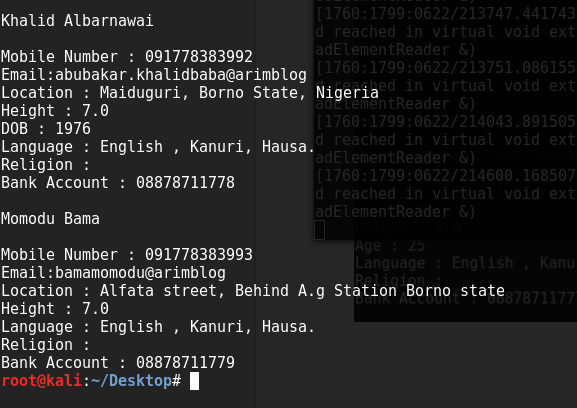 Khalid Albarnawai
Mobile Number : 091778383992
Email:abubakar.khalidbaba@arimblog
Location : Maiduguri, Borno State, Nigeria
Height : 7.0
DOB : 1976
Language : English , Kanuri, Hausa.
Religion :
Bank Account : 08878711778
Momodu Bama
Mobile Number : 091778383993
Email:bamamomodu@arimblog
Location : Alfata street, Behind A.g Station Borno state
Height : 7.0
Language : English , Kanuri, Hausa.
Religion :
Bank Account : 08878711779
root@kali:~/Desktop#
[1760:1799:0622/213747.441743
d reached in virtual void ext
adElementReader &)
[1760:1799:0622/213751.086155
d reached in virtual void ext
adElementReader &)
[1760:1799:0622/214043.891505
d reached in virtual void ext
adElementReader &)
[1760:1799:0622/214600.168507
d reached in virtual void ext
adElementReader &)
Age : 25
Language : English , Kanu
Religion :
Bank Account : 0887871177